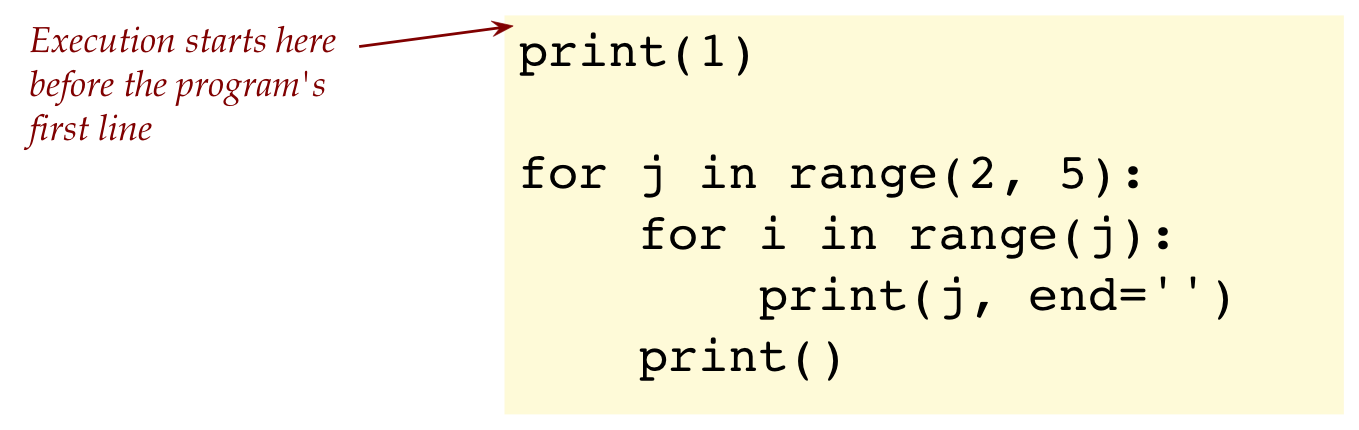 Execution starts here
before the program's
first line
print(1)
for j in range(2, 5):
    for i in range(j):
        print(j, end='')
    print()